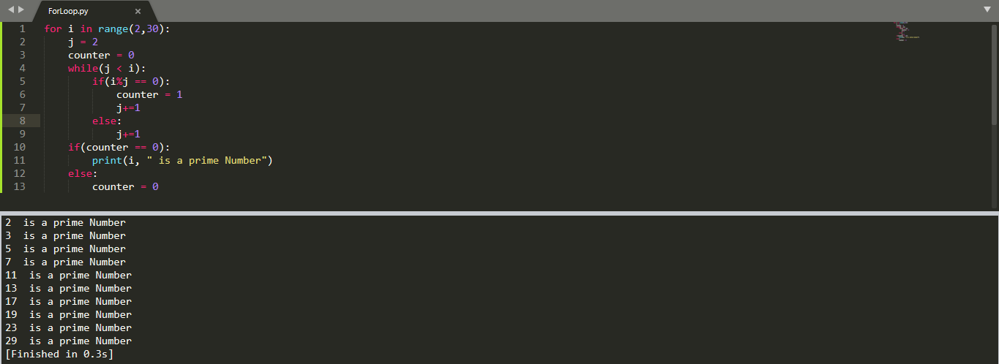 ForLoop.py ×
1 for i in range(2,30):
2     j = 2
3     counter = 0
4     while(j < i):
5         if(i%j == 0):
6             counter = 1
7             j+=1
8         else:
9             j+=1
10     if(counter == 0):
11         print(i, " is a prime Number")
12     else:
13         counter = 0
2  is a prime Number
3  is a prime Number
5  is a prime Number
7  is a prime Number
11  is a prime Number
13  is a prime Number
17  is a prime Number
19  is a prime Number
23  is a prime Number
29  is a prime Number
[Finished in 0.3s]